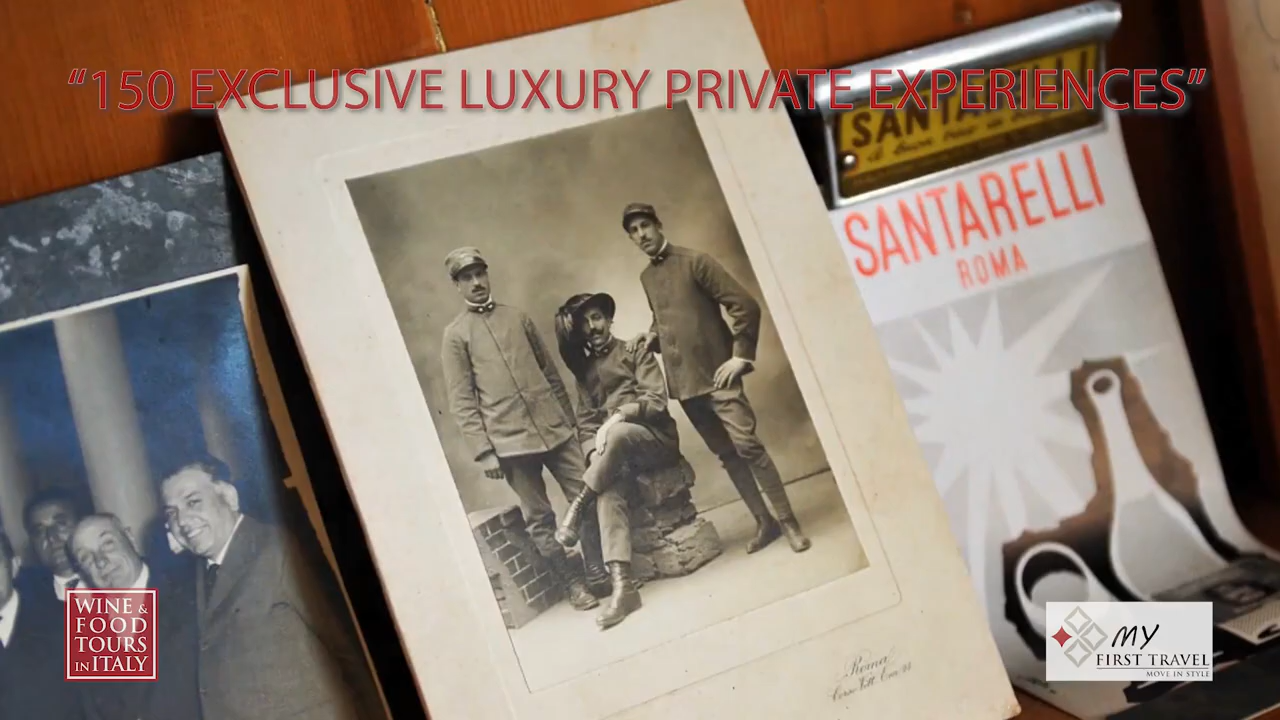 “150 EXCLUSIVE LUXURY PRIVATE EXPERIENCES”
SANTARELLI
SANTARELLI
ROMA
WINE &
FOOD
TOURS
IN ITALY
Roma
MY
FIRST TRAVEL
MOVE IN STYLE